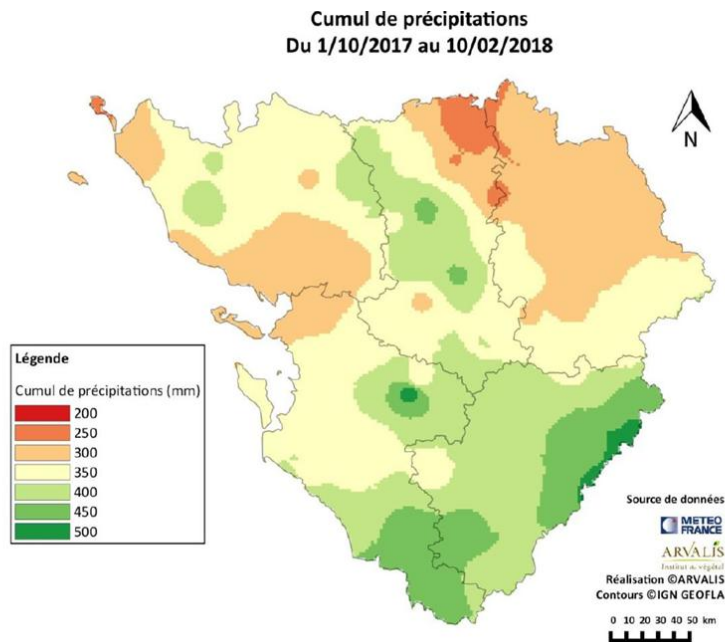 Cumul de précipitations
Du 1/10/2017 au 10/02/2018
N
Légende
Cumul de précipitations (mm)
200
250
300
350
400
450
500
Source de données
METEO
FRANCE
ARVALIS
Institut du végétal
Réalisation ©ARVALIS
Contours ©IGN GEOFLA
0 10 20 30 40 50 km